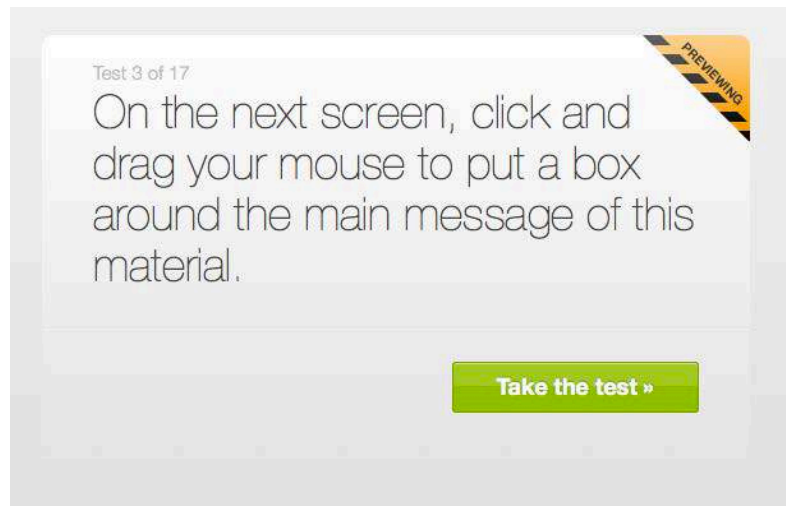 Test 3 of 17
PREVIEWING
On the next screen, click and
drag your mouse to put a box
around the main message of this
material.
Take the test »